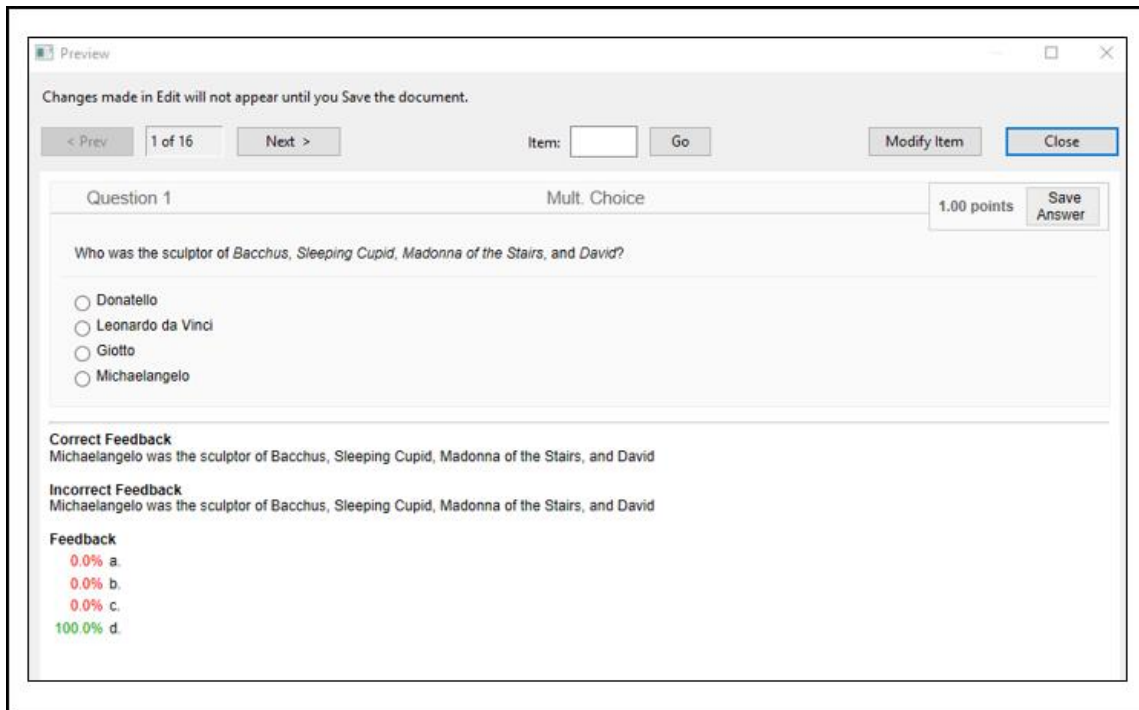 Preview
Changes made in Edit will not appear until you Save the document.
< Prev 1 of 16 Next > Item: Go Modify Item Close
Question 1 Mult. Choice 1.00 points Save Answer
Who was the sculptor of Bacchus, Sleeping Cupid, Madonna of the Stairs, and David?
Donatello
Leonardo da Vinci
Giotto
Michaelangelo
Correct Feedback
Michaelangelo was the sculptor of Bacchus, Sleeping Cupid, Madonna of the Stairs, and David
Incorrect Feedback
Michaelangelo was the sculptor of Bacchus, Sleeping Cupid, Madonna of the Stairs, and David
Feedback
0.0% a.
0.0% b.
0.0% c.
100.0% d.